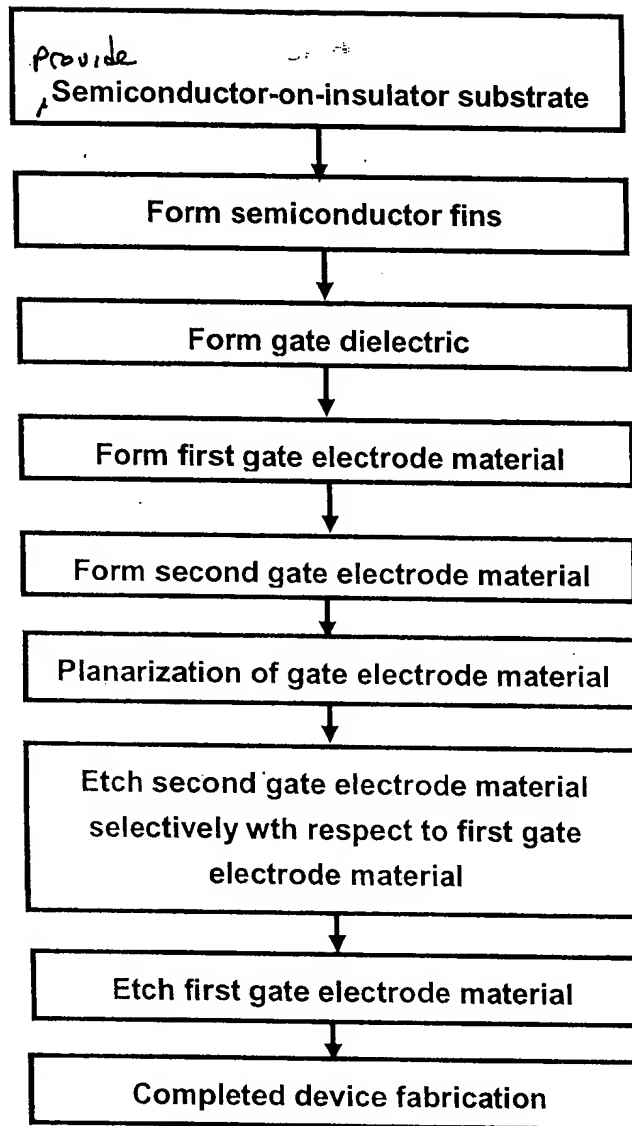 provide
Semiconductor-on-insulator substrate
Form semiconductor fins
Form gate dielectric
Form first gate electrode material
Form second gate electrode material
Planarization of gate electrode material
Etch second gate electrode material
selectively wth respect to first gate
electrode material
Etch first gate electrode material
Completed device fabrication